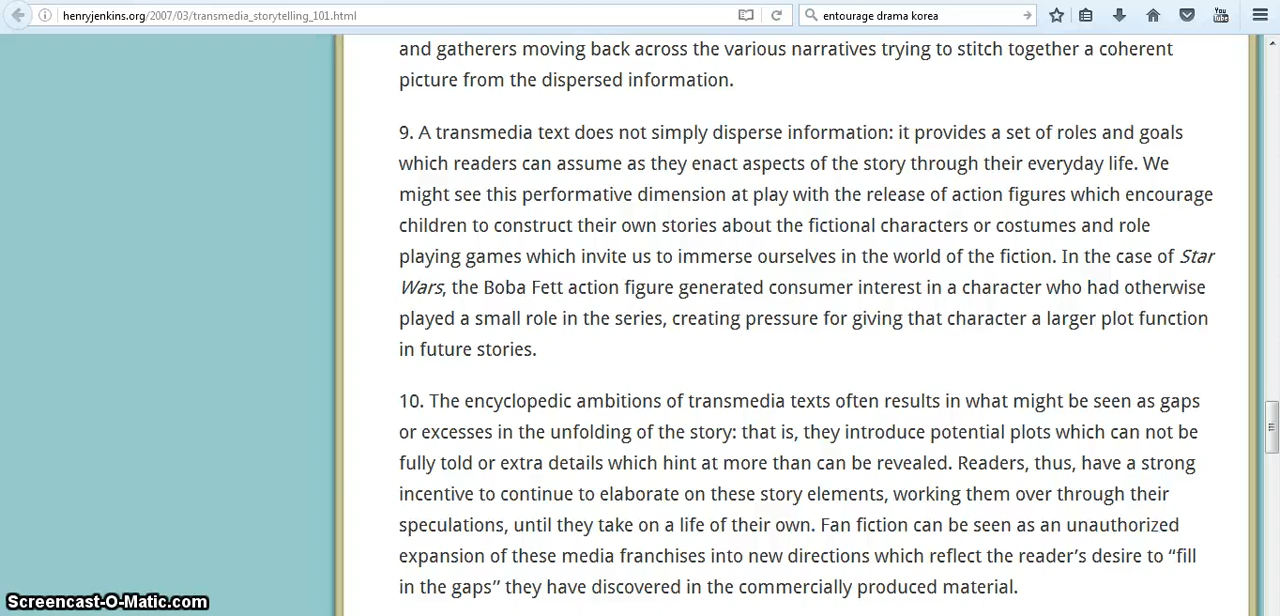 henryjenkins.org/2007/03/transmedia_storytelling_101.html
entourage drama korea
You
Tube
and gatherers moving back across the various narratives trying to stitch together a coherent
picture from the dispersed information.
9. A transmedia text does not simply disperse information: it provides a set of roles and goals
which readers can assume as they enact aspects of the story through their everyday life. We
might see this performative dimension at play with the release of action figures which encourage
children to construct their own stories about the fictional characters or costumes and role
playing games which invite us to immerse ourselves in the world of the fiction. In the case of Star
Wars, the Boba Fett action figure generated consumer interest in a character who had otherwise
played a small role in the series, creating pressure for giving that character a larger plot function
in future stories.
10. The encyclopedic ambitions of transmedia texts often results in what might be seen as gaps
or excesses in the unfolding of the story: that is, they introduce potential plots which can not be
fully told or extra details which hint at more than can be revealed. Readers, thus, have a strong
incentive to continue to elaborate on these story elements, working them over through their
speculations, until they take on a life of their own. Fan fiction can be seen as an unauthorized
expansion of these media franchises into new directions which reflect the reader’s desire to “fill
in the gaps” they have discovered in the commercially produced material.
Screencast-O-Matic.com